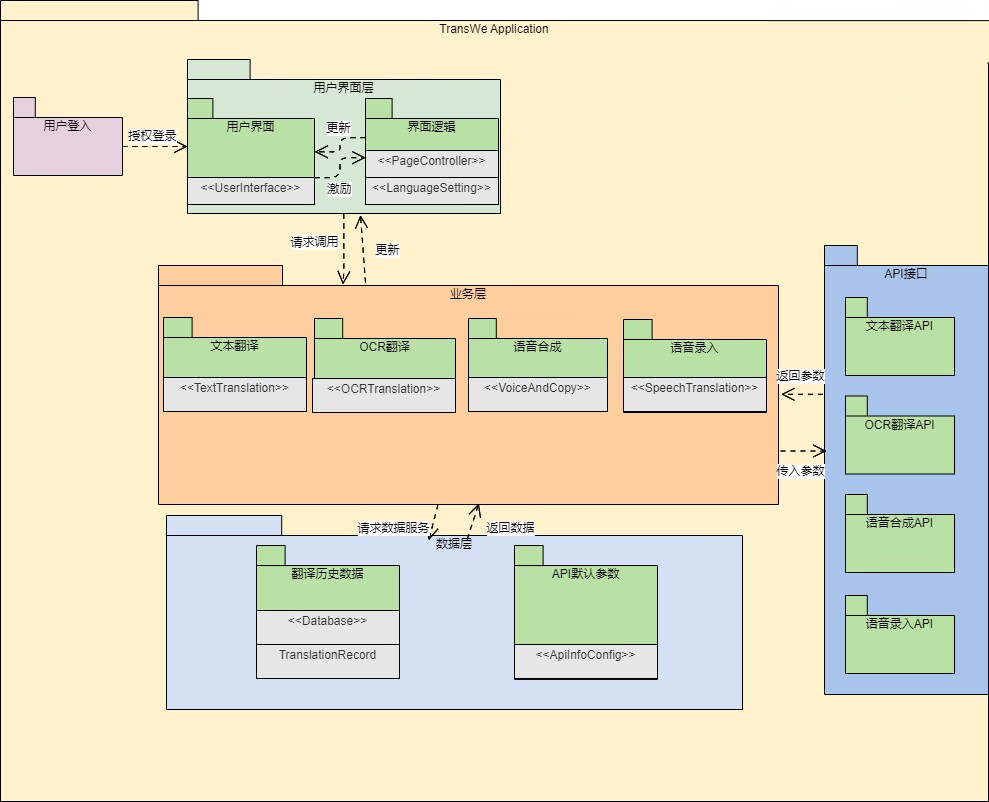 TransWe Application
用户登入
授权登录
用户界面层
用户界面
<<UserInterface>>
更新
激励
界面逻辑
<<PageController>>
<<LanguageSetting>>
请求调用
更新
业务层
文本翻译
<<TextTranslation>>
OCR翻译
<<OCRTranslation>>
语音合成
<<VoiceAndCopy>>
语音录入
<<SpeechTranslation>>
返回参数
传入参数
API接口
文本翻译API
OCR翻译API
语音合成API
语音录入API
请求数据服务
返回数据
数据层
翻译历史数据
<<Database>>
TranslationRecord
API默认参数
<<ApiInfoConfig>>